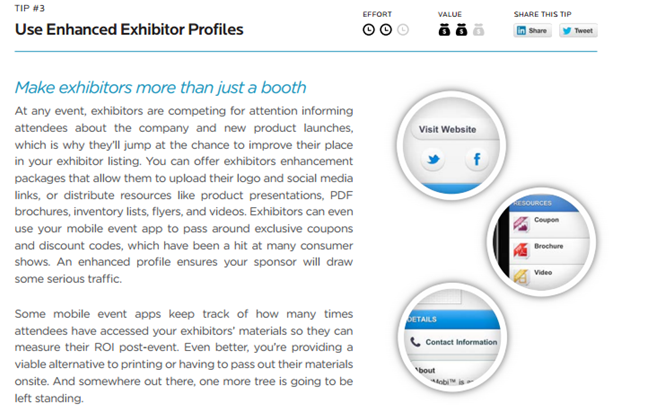 TIP #3
Use Enhanced Exhibitor Profiles
EFFORT
VALUE
SHARE THIS TIP
Share
Tweet
Make exhibitors more than just a booth
At any event, exhibitors are competing for attention informing
attendees about the company and new product launches,
which is why they'll jump at the chance to improve their place
in your exhibitor listing. You can offer exhibitors enhancement
packages that allow them to upload their logo and social media
links, or distribute resources like product presentations, PDF
brochures, inventory lists, flyers, and videos. Exhibitors can even
use your mobile event app to pass around exclusive coupons
and discount codes, which have been a hit at many consumer
shows. An enhanced profile ensures your sponsor will draw
some serious traffic.
Some mobile event apps keep track of how many times
attendees have accessed your exhibitors' materials so they can
measure their ROI post-event. Even better, you're providing a
viable alternative to printing or having to pass out their materials
onsite. And somewhere out there, one more tree is going to be
left standing.
Visit Website
RESOURCES
Coupon
Brochure
Video
DETAILS
Contact Information
About